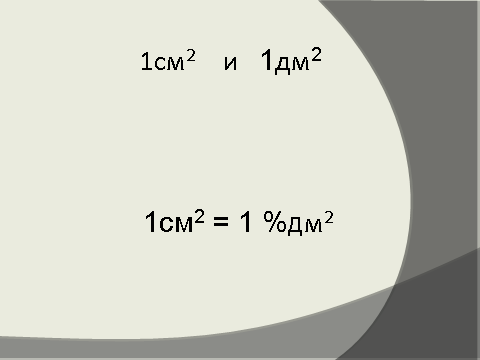 1см² и 1дм²
1см² = 1 %дм²